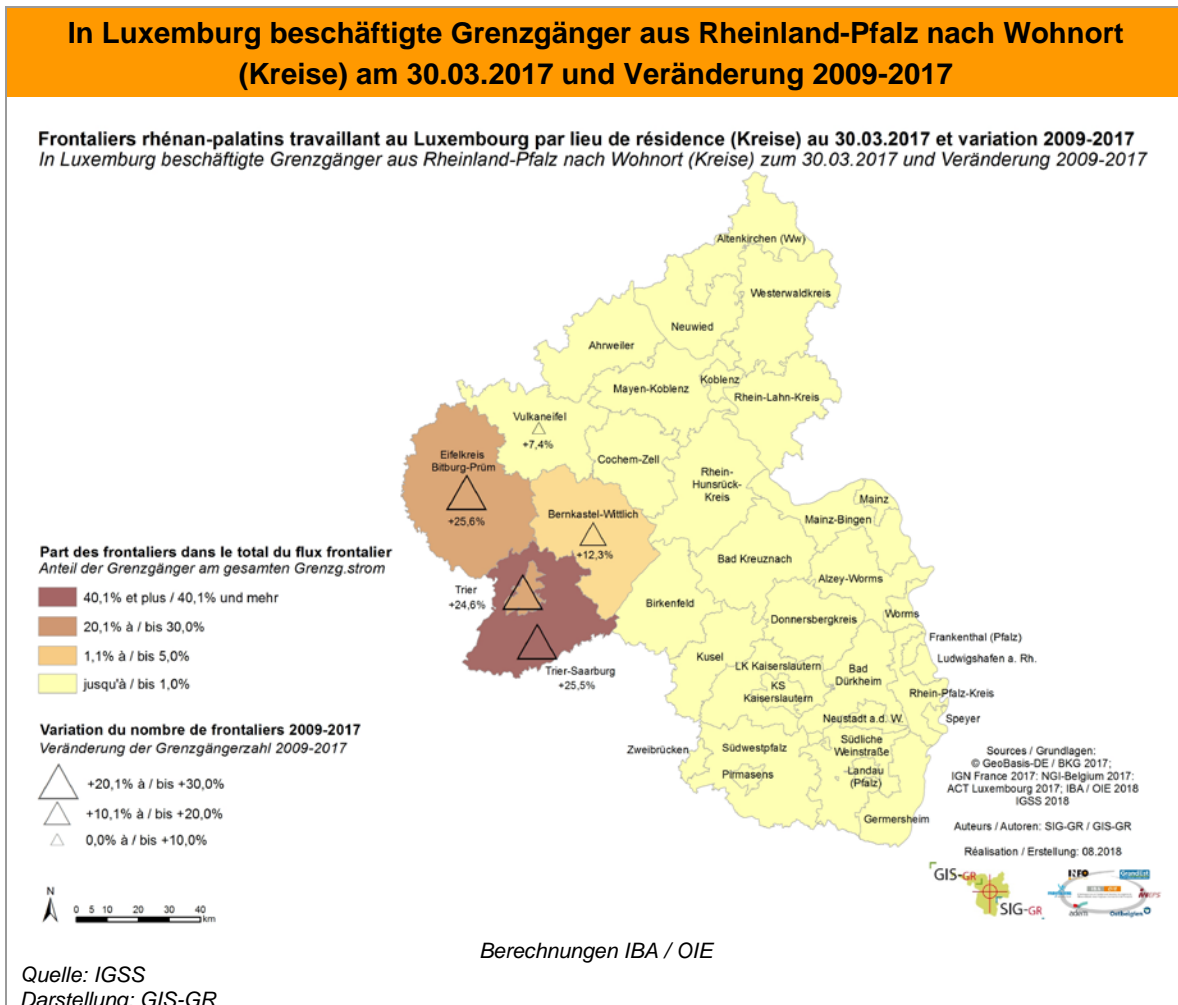 In Luxemburg beschäftigte Grenzgänger aus Rheinland-Pfalz nach Wohnort
(Kreise) am 30.03.2017 und Veränderung 2009-2017
Frontaliers rhénan-palatins travaillant au Luxembourg par lieu de résidence (Kreise) au 30.03.2017 et variation 2009-2017
In Luxemburg beschäftigte Grenzgänger aus Rheinland-Pfalz nach Wohnort (Kreise) zum 30.03.2017 und Veränderung 2009-2017
Altenkirchen (Ww)
Westerwaldkreis
Neuwied
Ahrweiler
Koblenz
Mayen-Koblenz
Rhein-Lahn-Kreis
Vulkaneifel
+7,4%
Eifelkreis
Bitburg-Prüm
+25,6%
Cochem-Zell
Rhein-
Hunsrück-
Kreis
Mainz
Bernkastel-Wittlich
+12,3%
Mainz-Bingen
Bad Kreuznach
Alzey-Worms
Trier
+24,6%
Birkenfeld
Donnersbergkreis
Worms
Frankenthal (Pfalz)
Ludwigshafen a. Rh.
Trier-Saarburg
+25,5%
Kusel
LK Kaiserslautern
KS
Kaiserslautern
Bad
Dürkheim
Rhein-Pfalz-Kreis
Neustadt a.d. W.
Speyer
Zweibrücken
Südwestpfalz
Südliche
Weinstraße
Pirmasens
Landau
(Pfalz)
Germersheim
Part des frontaliers dans le total du flux frontalier
Anteil der Grenzgänger am gesamten Grenzg.strom
40,1% et plus / 40,1% und mehr
20,1% à / bis 30,0%
1,1% à / bis 5,0%
jusqu'à / bis 1,0%
Variation du nombre de frontaliers 2009-2017
Veränderung der Grenzgängerzahl 2009-2017
+20,1% à / bis +30,0%
+10,1% à / bis +20,0%
0,0% à / bis +10,0%
N
0 5 10 20 30 40
km
Sources / Grundlagen:
© GeoBasis-DE / BKG 2017;
IGN France 2017; NGI-Belgium 2017;
ACT Luxembourg 2017; IBA / OIE 2018
IGSS 2018
Auteurs / Autoren: SIG-GR / GIS-GR
Réalisation / Erstellung: 08.2018
GIS-GR
SIG-GR
INFO
GrandEst
adem
Ostbelgien
Berechnungen IBA / OIE
Quelle: IGSS
Darstellung: GIS-GR